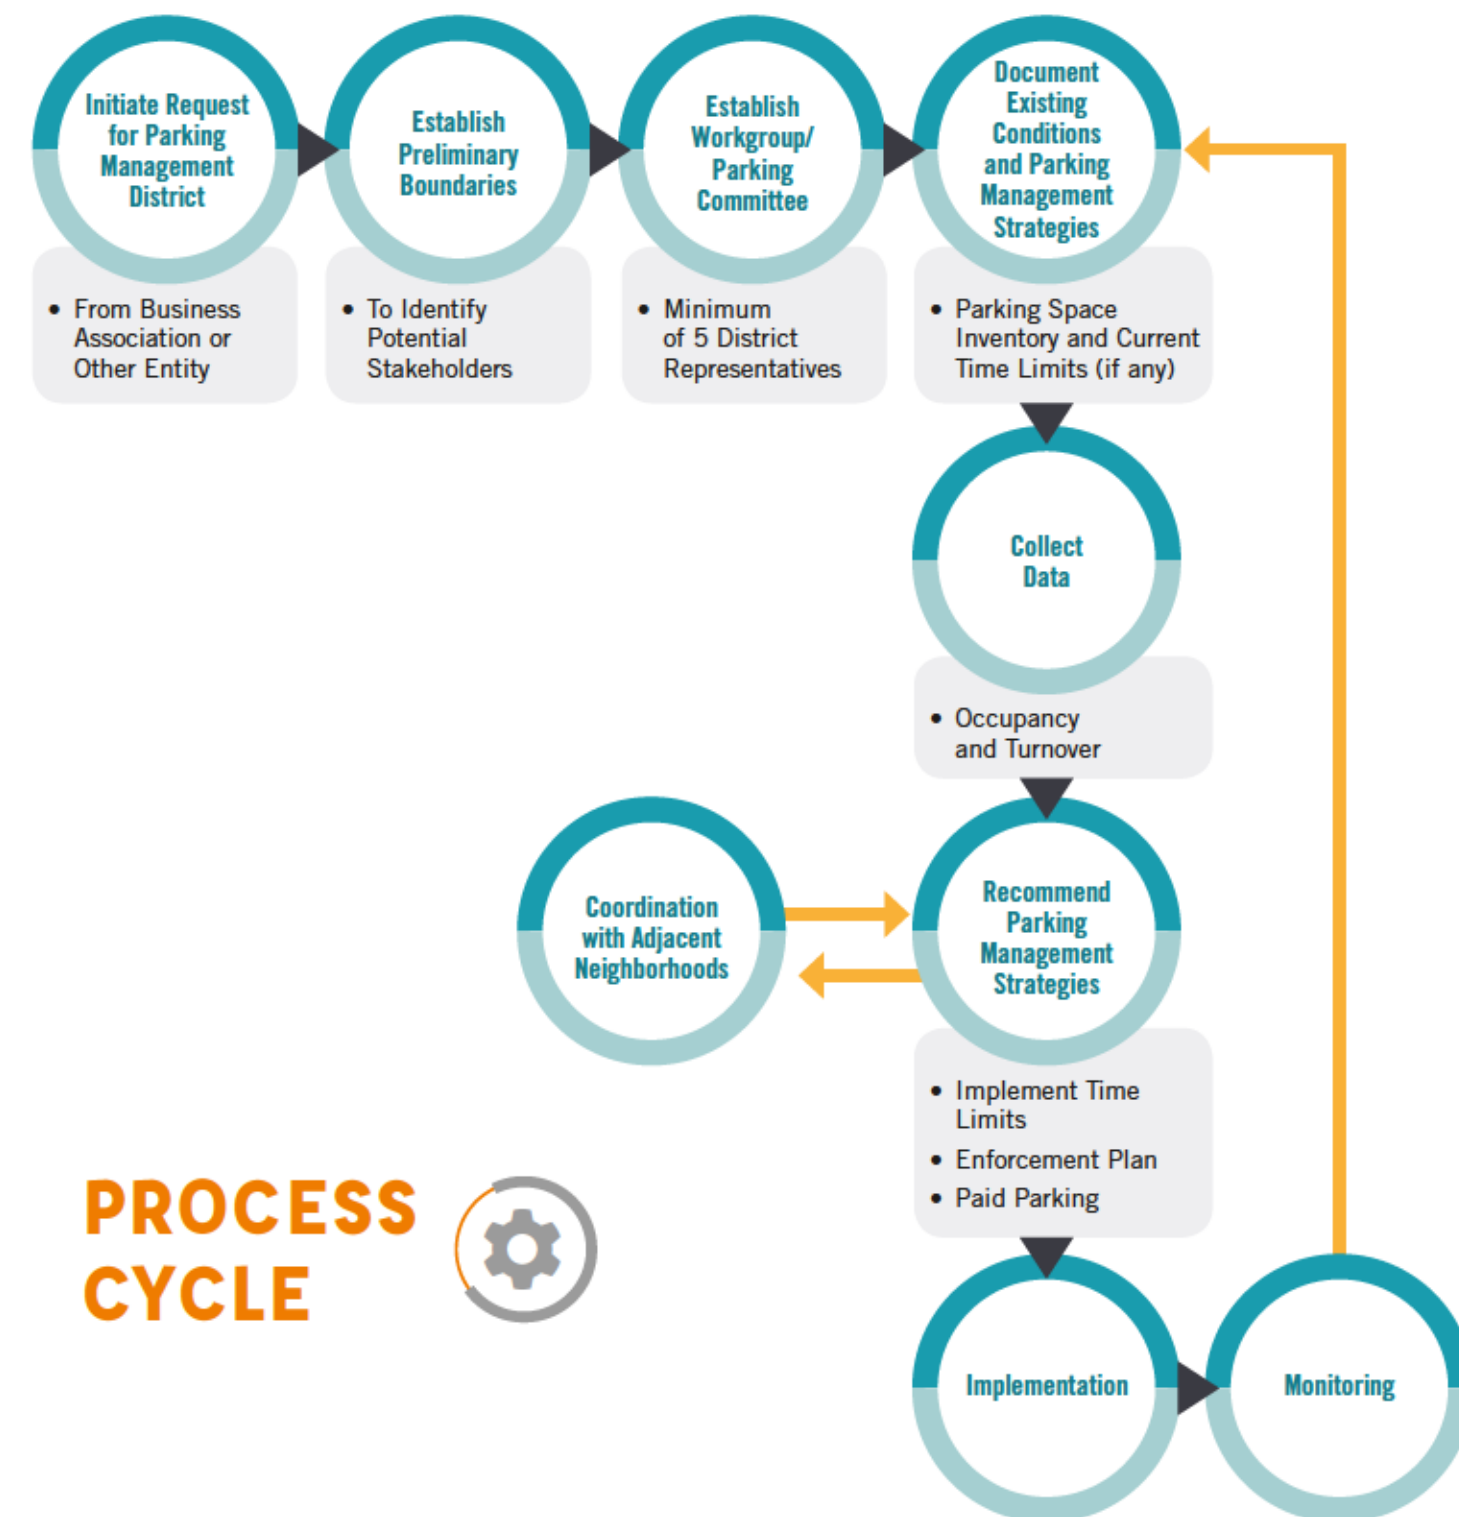 Initiate Request
for Parking
Management
District
• From Business
Association or
Other Entity
Establish
Preliminary
Boundaries
• To Identify
Potential
Stakeholders
Establish
Workgroup/
Parking
Committee
• Minimum
of 5 District
Representatives
Document
Existing
Conditions
and Parking
Management
Strategies
• Parking Space
Inventory and Current
Time Limits (if any)
Collect
Data
• Occupancy
and Turnover
Coordination
with Adjacent
Neighborhoods
Recommend
Parking
Management
Strategies
• Implement Time
Limits
• Enforcement Plan
• Paid Parking
PROCESS
CYCLE
Implementation
Monitoring